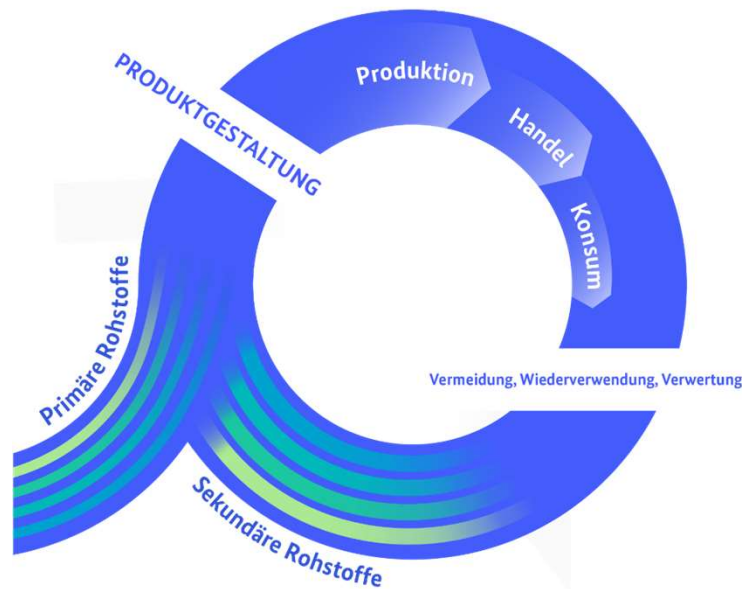 PRODUKTGESTALTUNG
Produktion
Handel
Konsum
Vermeidung, Wiederverwendung, Verwertung
Primäre Rohstoffe
Sekundäre Rohstoffe